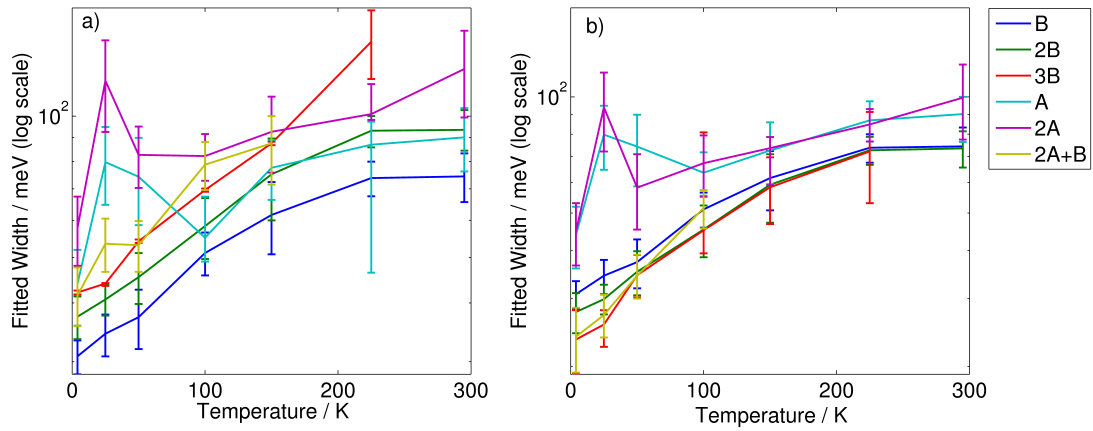 a)
Fitted Width / meV (log scale)
10²
0
100
200
300
Temperature / K
b)
Fitted Width / meV (log scale)
10²
0
100
200
300
Temperature / K
B
2B
3B
A
2A
2A+B